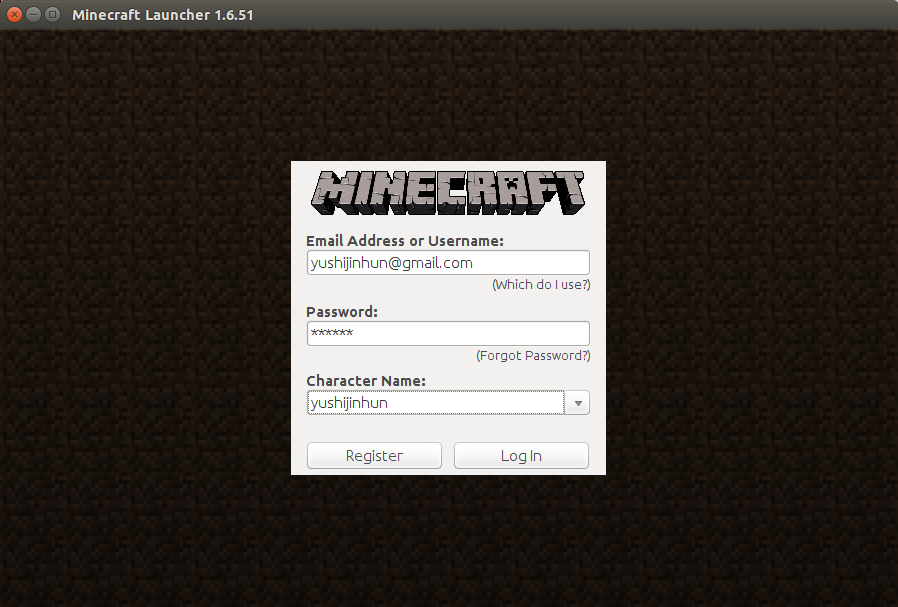 Minecraft Launcher 1.6.51
MINECRAFT
Email Address or Username:
yushijinhun@gmail.com
(Which do I use?)
Password:
******
(Forgot Password?)
Character Name:
yushijinhun
Register Log In